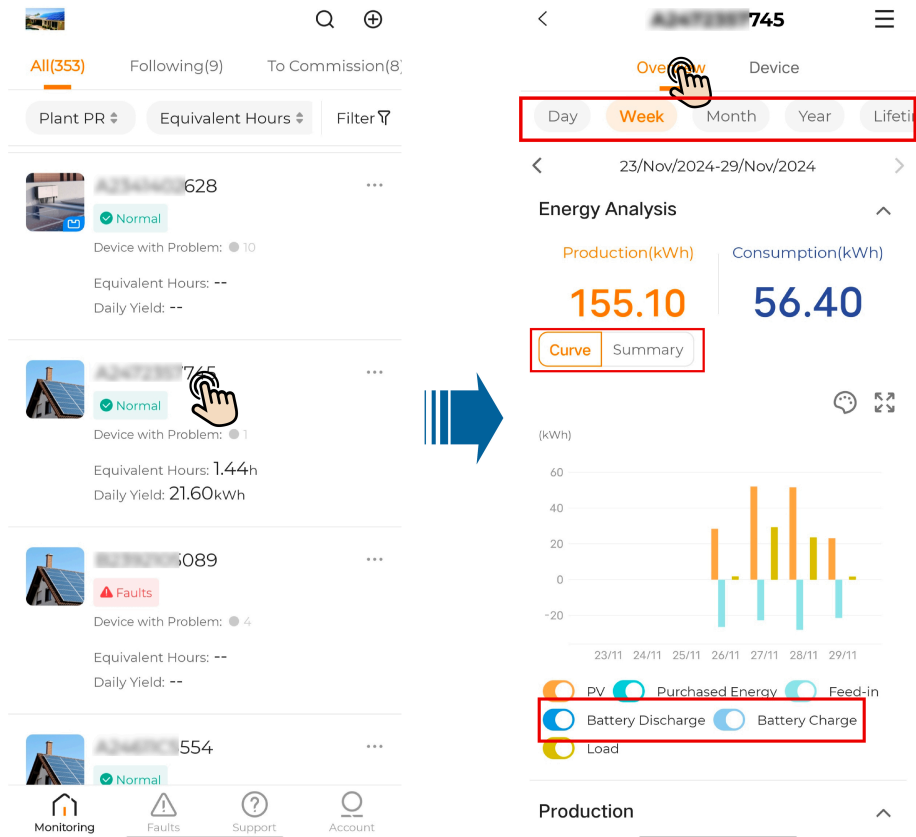 All(353) Following(9) To Commission(8)
Plant PR Equivalent Hours Filter
628
Normal
Device with Problem: 10
Equivalent Hours: --
Daily Yield: --
745
Normal
Device with Problem: 1
Equivalent Hours: 1.44h
Daily Yield: 21.60kWh
5089
Faults
Device with Problem: 4
Equivalent Hours: --
Daily Yield: --
554
Normal
Monitoring Faults Support Account
745
Device
Day Week Month Year Lifeti
23/Nov/2024-29/Nov/2024
Energy Analysis
Production(kWh) Consumption(kWh)
155.10 56.40
Curve Summary
(kWh)
60
40
20
0
-20
23/11 24/11 25/11 26/11 27/11 28/11 29/11
PV Purchased Energy Feed-in
Battery Discharge Battery Charge
Load
Production